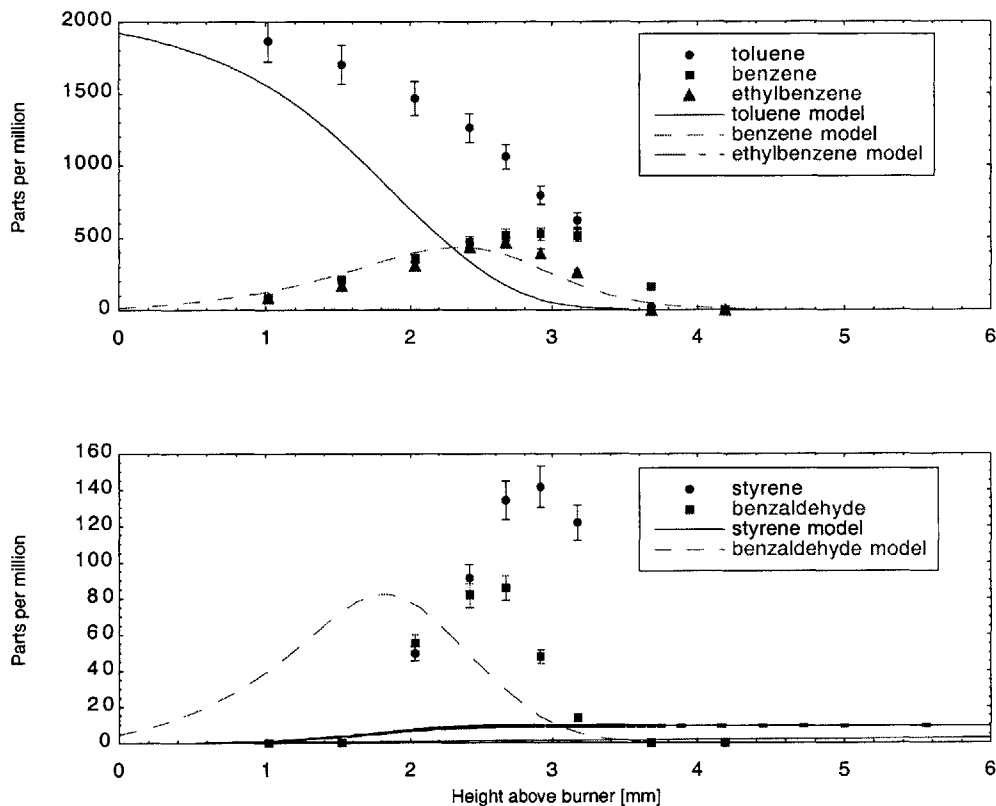 2000
1500
1000
500
0
Parts per million
toluene
benzene
ethylbenzene
toluene model
benzene model
ethylbenzene model
0 1 2 3 4 5 6
160
140
120
100
80
60
40
20
0
Parts per million
styrene
benzaldehyde
styrene model
benzaldehyde model
0 1 2 3 4 5 6
Height above burner [mm]